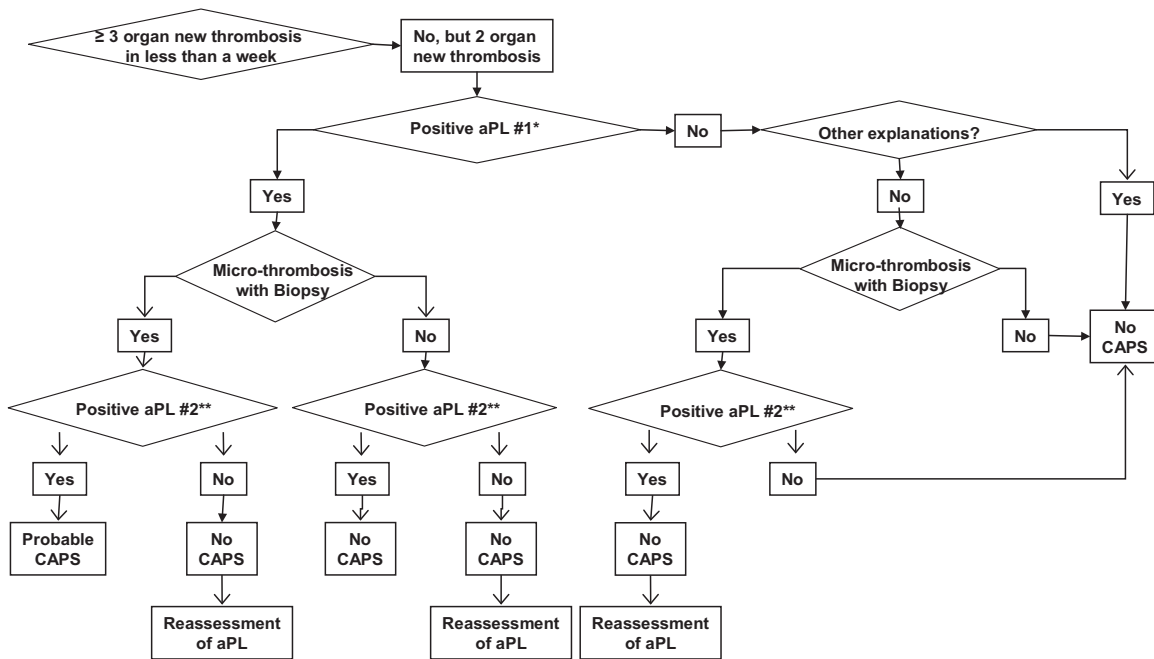 ≥ 3 organ new thrombosis
in less than a week
No, but 2 organ
new thrombosis
Positive aPL #1*
No
Other explanations?
Yes
No
Yes
Micro-thrombosis
with Biopsy
Micro-thrombosis
with Biopsy
Yes
No
Yes
No
No
CAPS
Positive aPL #2**
Positive aPL #2**
Positive aPL #2**
Yes
No
Yes
No
Yes
No
Probable
CAPS
No
CAPS
No
CAPS
No
CAPS
No
CAPS
Reassessment
of aPL
Reassessment
of aPL
Reassessment
of aPL